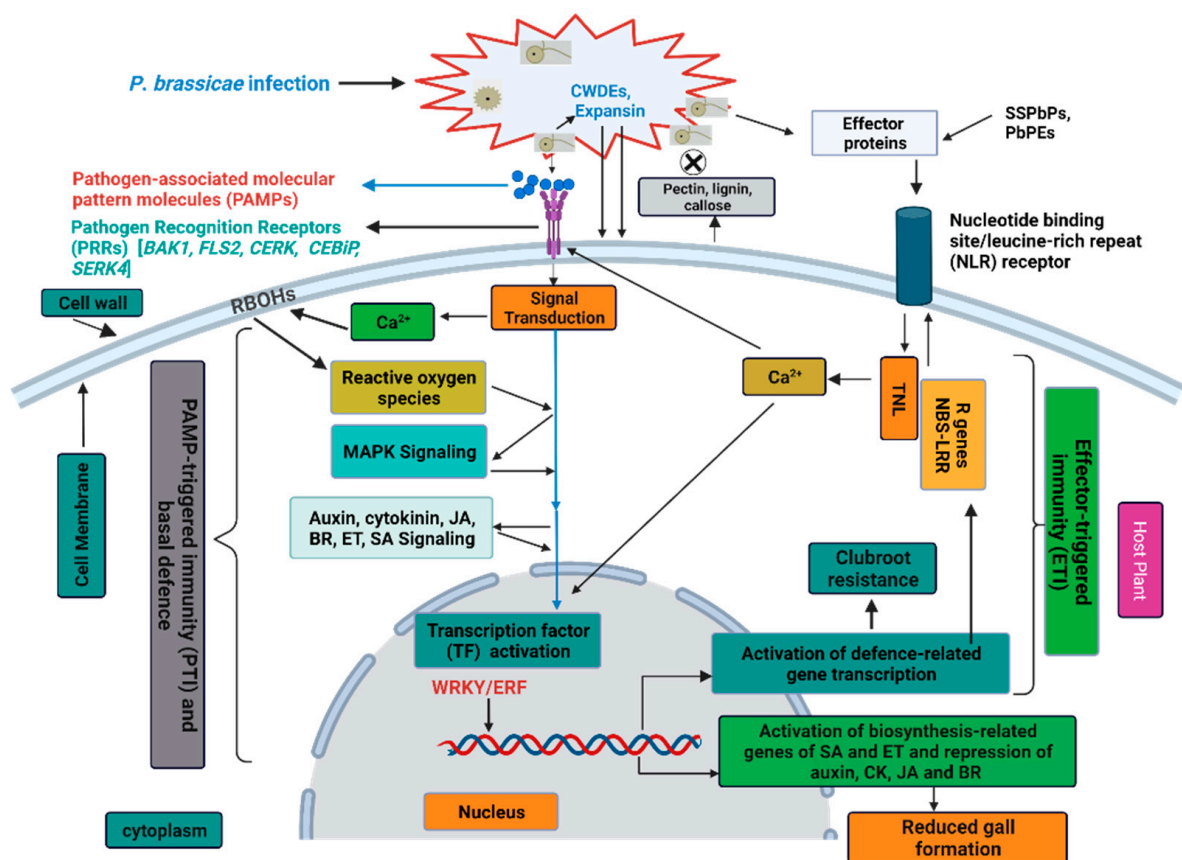 P. brassicae infection
CWDEs,
Expansin
Effector
proteins
SSPbPs,
PbPEs
Pathogen-associated molecular
pattern molecules (PAMPs)
Pectin, lignin,
callose
Pathogen Recognition Receptors
(PRRs) [BAK1, FLS2, CERK, CEBiP,
SERK4]
Nucleotide binding
site/leucine-rich repeat
(NLR) receptor
Cell wall
RBOHs
Ca2+
Signal
Transduction
Reactive oxygen
species
Ca2+
TNL
R genes
NBS-LRR
MAPK Signaling
PAMP-triggered immunity (PTI) and
basal defence
Cell Membrane
Effector-triggered
immunity (ETI)
Host Plant
Auxin, cytokinin, JA,
BR, ET, SA Signaling
Clubroot
resistance
Transcription factor
(TF) activation
Activation of defence-related
gene transcription
WRKY/ERF
Activation of biosynthesis-related
genes of SA and ET and repression of
auxin, CK, JA and BR
Nucleus
cytoplasm
Reduced gall
formation